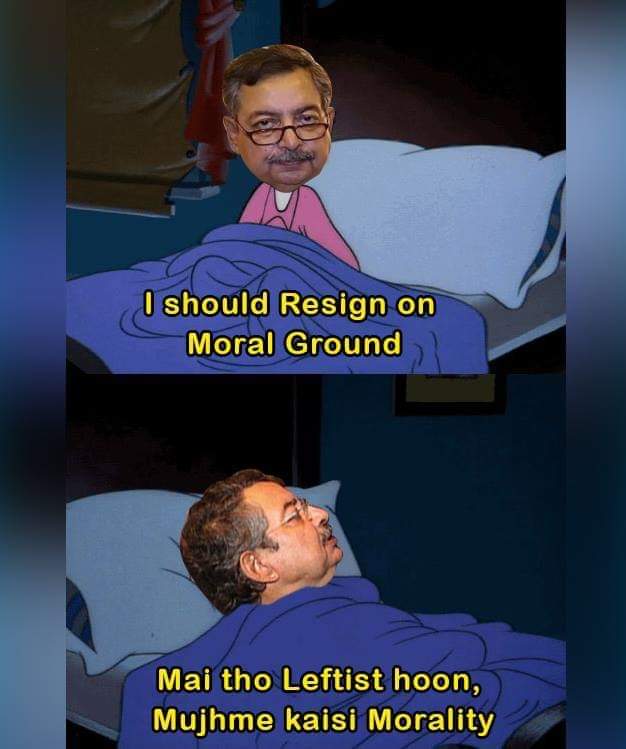 I should Resign on
Moral Ground
Mai tho Leftist hoon,
Mujhme kaisi Morality